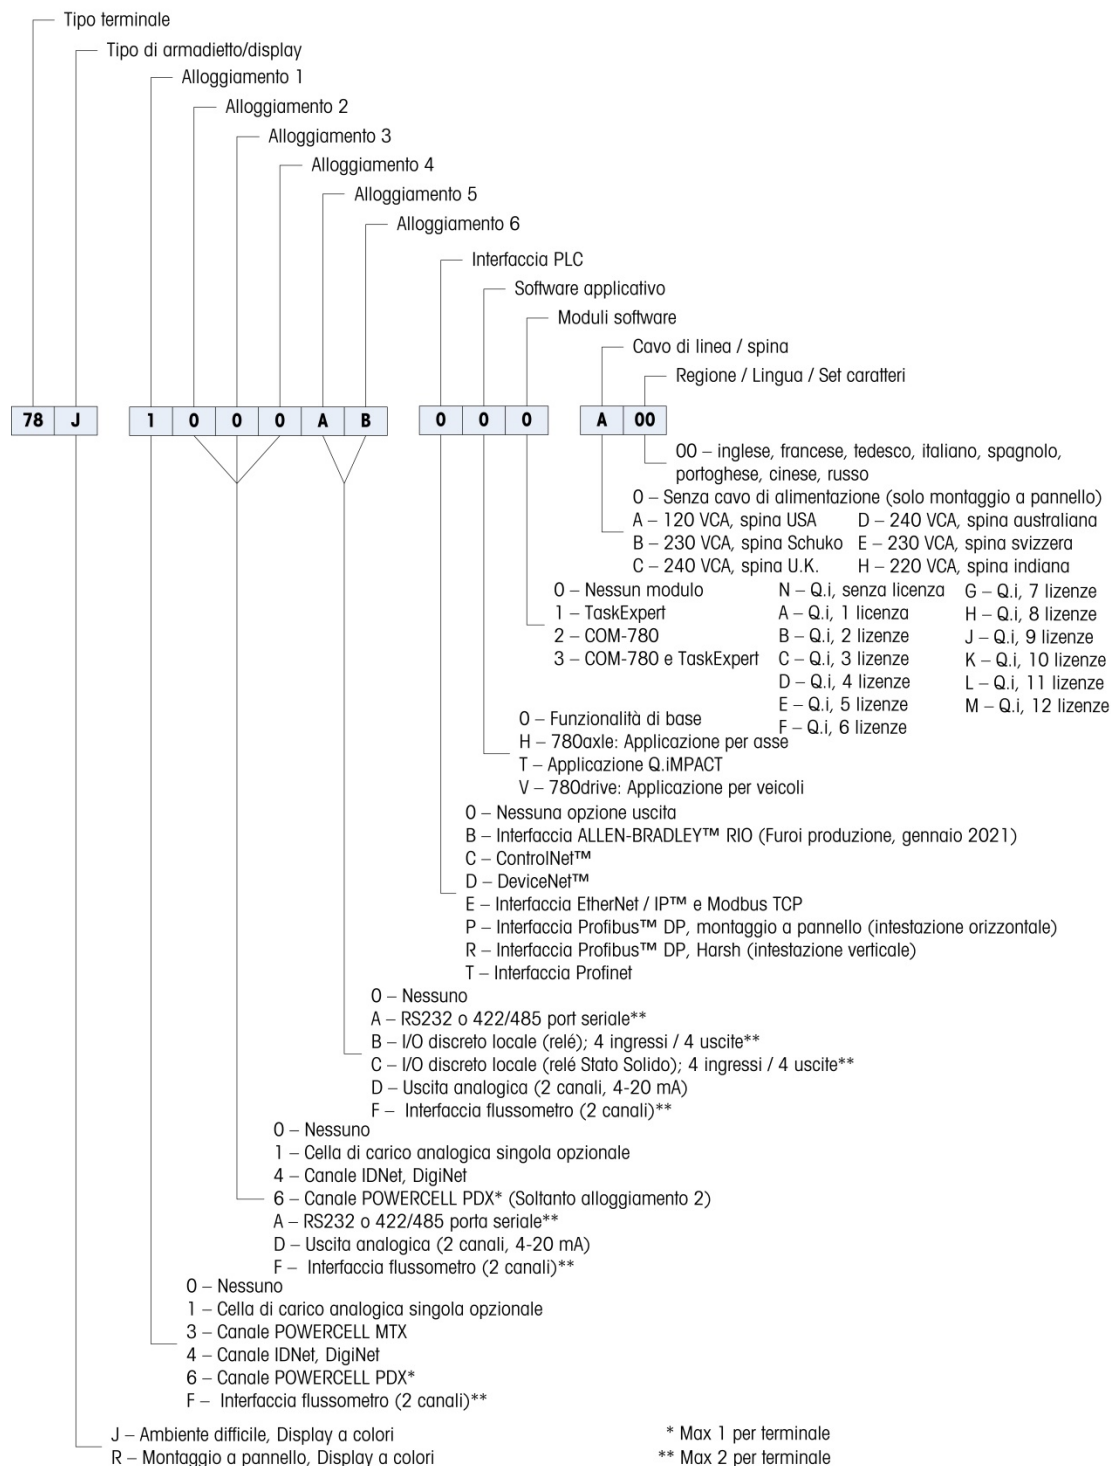 Tipo terminale
Tipo di armadietto/display
Alloggiamento 1
Alloggiamento 2
Alloggiamento 3
Alloggiamento 4
Alloggiamento 5
Alloggiamento 6
Interfaccia PLC
Software applicativo
Moduli software
Cavo di linea / spina
Regione / Lingua / Set caratteri
78 J 1 0 0 0 A B 0 0 0 A 00
00 – inglese, francese, tedesco, italiano, spagnolo,
portoghese, cinese, russo
0 – Senza cavo di alimentazione (solo montaggio a pannello)
A – 120 VCA, spina USA D – 240 VCA, spina australiana
B – 230 VCA, spina Schuko E – 230 VCA, spina svizzera
C – 240 VCA, spina U.K. H – 220 VCA, spina indiana
0 – Nessun modulo N – Q.i, senza licenza G – Q.i, 7 lizenze
1 – TaskExpert A – Q.i, 1 licenza H – Q.i, 8 lizenze
2 – COM-780 B – Q.i, 2 lizenze J – Q.i, 9 lizenze
3 – COM-780 e TaskExpert C – Q.i, 3 lizenze K – Q.i, 10 lizenze
D – Q.i, 4 lizenze L – Q.i, 11 lizenze
E – Q.i, 5 lizenze M – Q.i, 12 lizenze
F – Q.i, 6 lizenze
0 – Funzionalità di base
H – 780axle: Applicazione per asse
T – Applicazione Q.iMPACT
V – 780drive: Applicazione per veicoli
0 – Nessuna opzione uscita
B – Interfaccia ALLEN-BRADLEY™ RIO (Furoi produzione, gennaio 2021)
C – ControlNet™
D – DeviceNet™
E – Interfaccia EtherNet / IP™ e Modbus TCP
P – Interfaccia Profibus™ DP, montaggio a pannello (intestazione orizzontale)
R – Interfaccia Profibus™ DP, Harsh (intestazione verticale)
T – Interfaccia Profinet
0 – Nessuno
A – RS232 o 422/485 port seriale**
B – I/O discreto locale (relé); 4 ingressi / 4 uscite**
C – I/O discreto locale (relé Stato Solido); 4 ingressi / 4 uscite**
D – Uscita analogica (2 canali, 4-20 mA)
F – Interfaccia flussometro (2 canali)**
0 – Nessuno
1 – Cella di carico analogica singola opzionale
4 – Canale IDNet, DigiNet
6 – Canale POWERCELL PDX* (Soltanto alloggiamento 2)
A – RS232 o 422/485 porta seriale**
D – Uscita analogica (2 canali, 4-20 mA)
F – Interfaccia flussometro (2 canali)**
0 – Nessuno
1 – Cella di carico analogica singola opzionale
3 – Canale POWERCELL MTX
4 – Canale IDNet, DigiNet
6 – Canale POWERCELL PDX*
F – Interfaccia flussometro (2 canali)**
J – Ambiente difficile, Display a colori
R – Montaggio a pannello, Display a colori
* Max 1 per terminale
** Max 2 per terminale